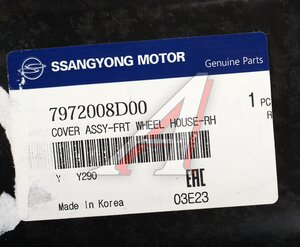 SSANGYONG MOTOR
Genuine Parts
7972008D00
1 PC
COVER ASSY-FRT WHEEL HOUSE-RH
Y Y290
EAC
Made In Korea
03E23